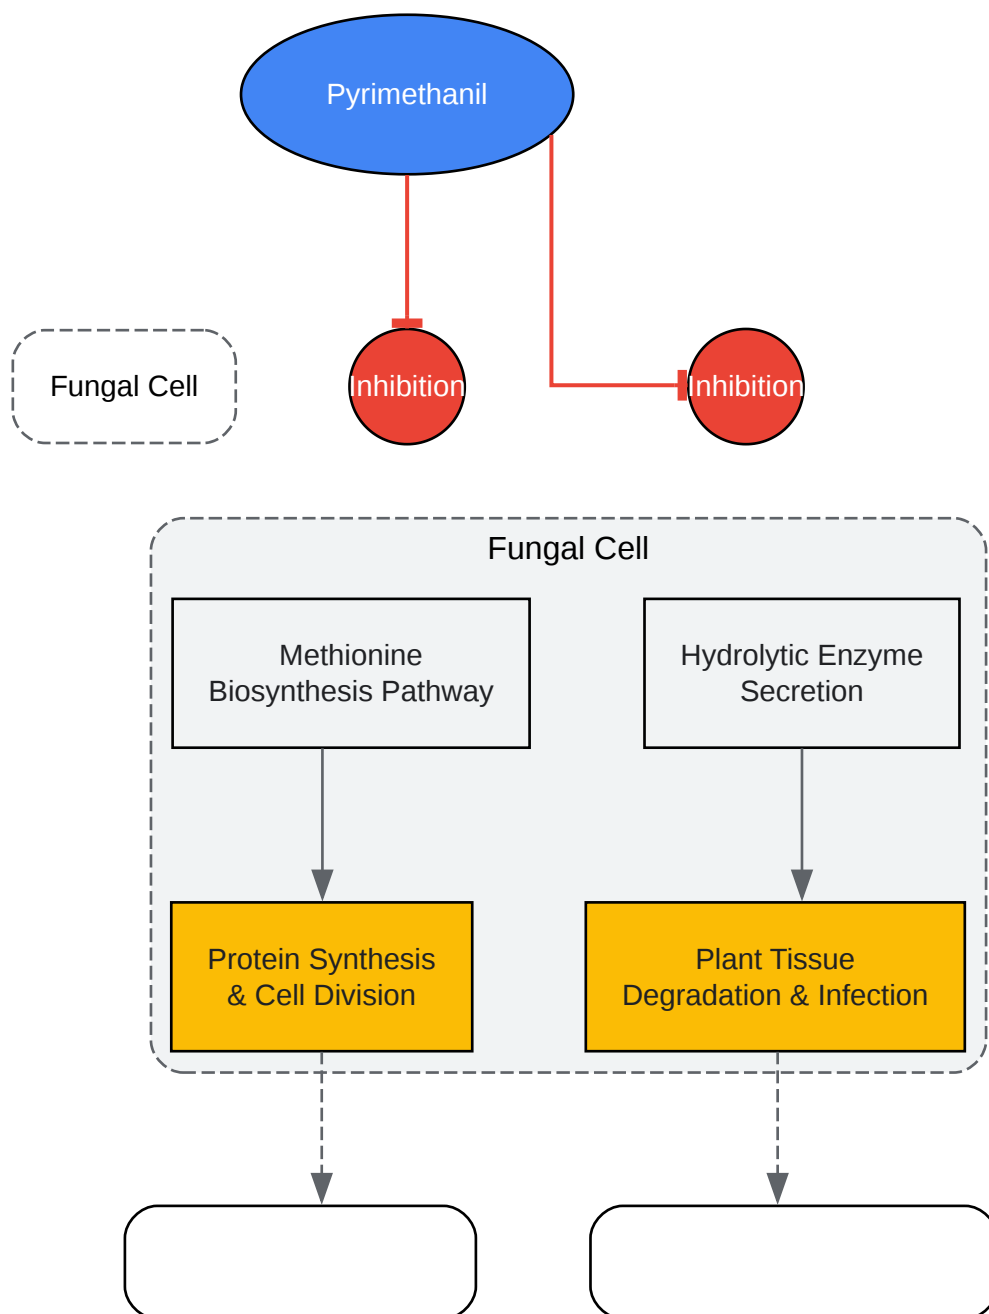 Pyrimethanil
Fungal Cell
Inhibition
Inhibition
Fungal Cell
Methionine
Biosynthesis Pathway
Hydrolytic Enzyme
Secretion
Protein Synthesis
& Cell Division
Plant Tissue
Degradation & Infection